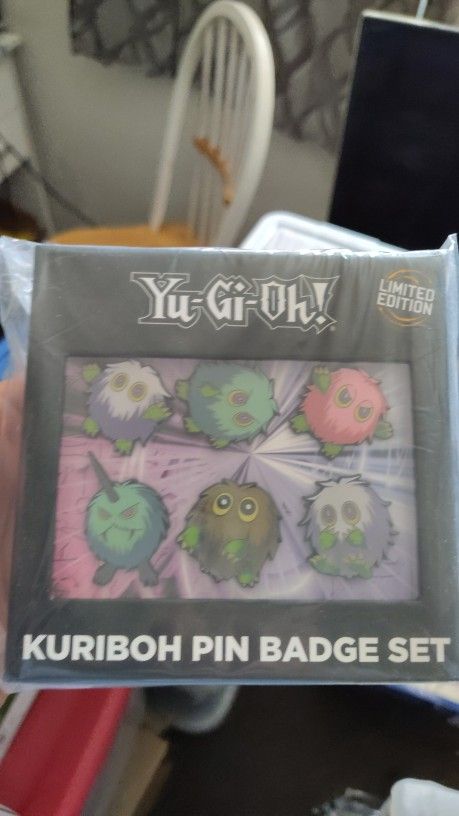 Yu-Gi-Oh!
LIMITED
EDITION
KURIBOH PIN BADGE SET